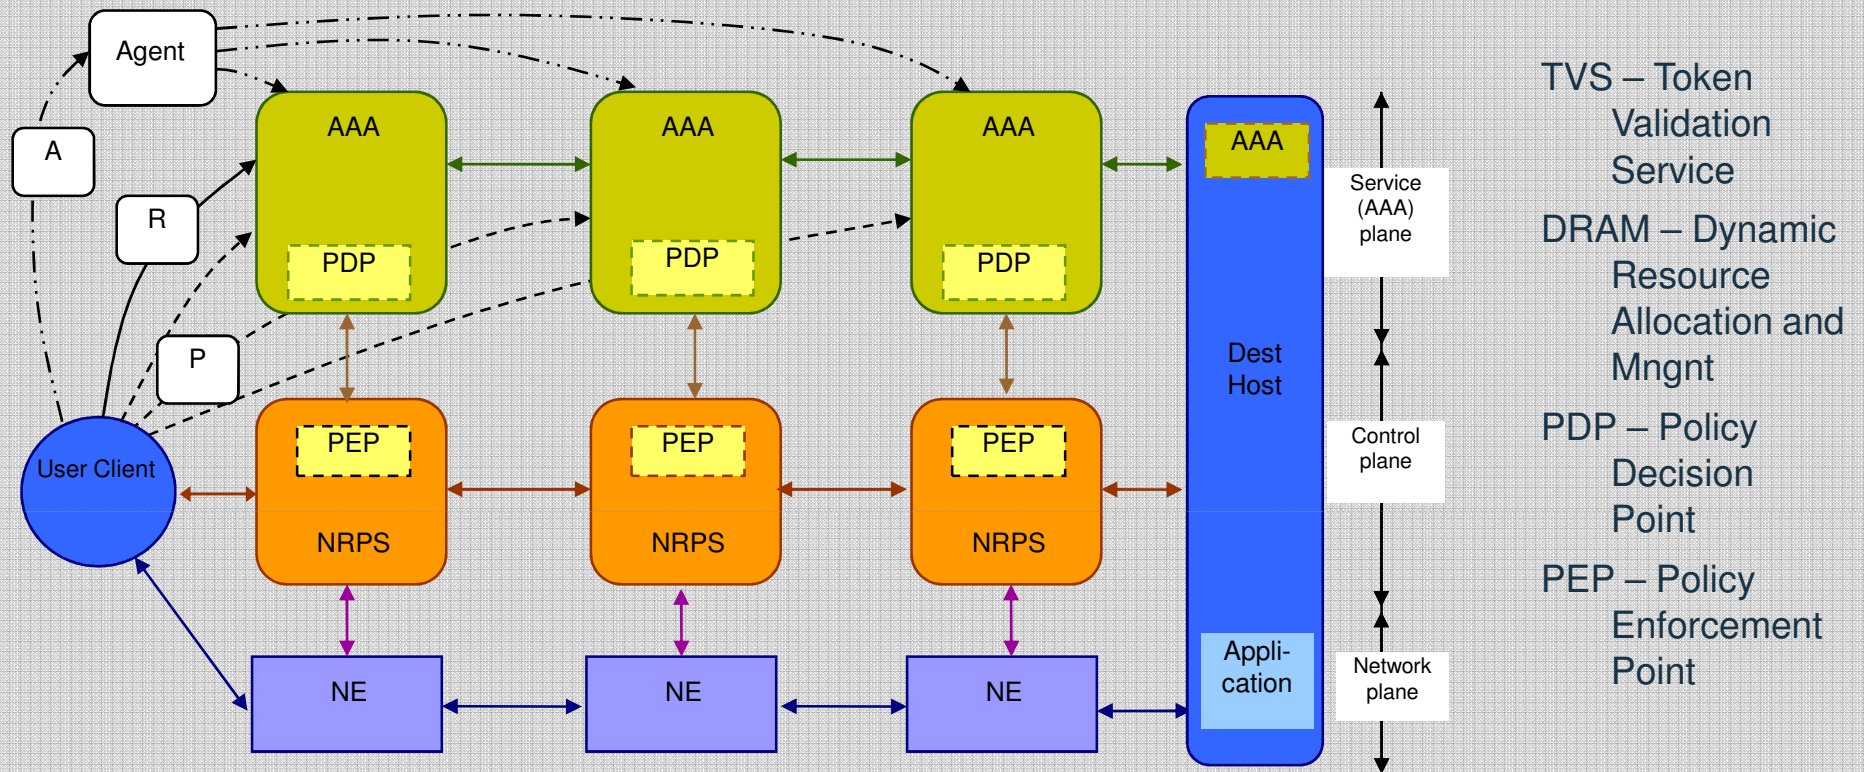 Agent
A
R
P
User Client
AAA
PDP
AAA
PDP
AAA
PDP
PEP
NRPS
PEP
NRPS
PEP
NRPS
NE
NE
NE
AAA
Dest
Host
Appli-
cation
Service
(AAA)
plane
Control
plane
Network
plane
TVS – Token
Validation
Service
DRAM – Dynamic
Resource
Allocation and
Mngnt
PDP – Policy
Decision
Point
PEP – Policy
Enforcement
Point